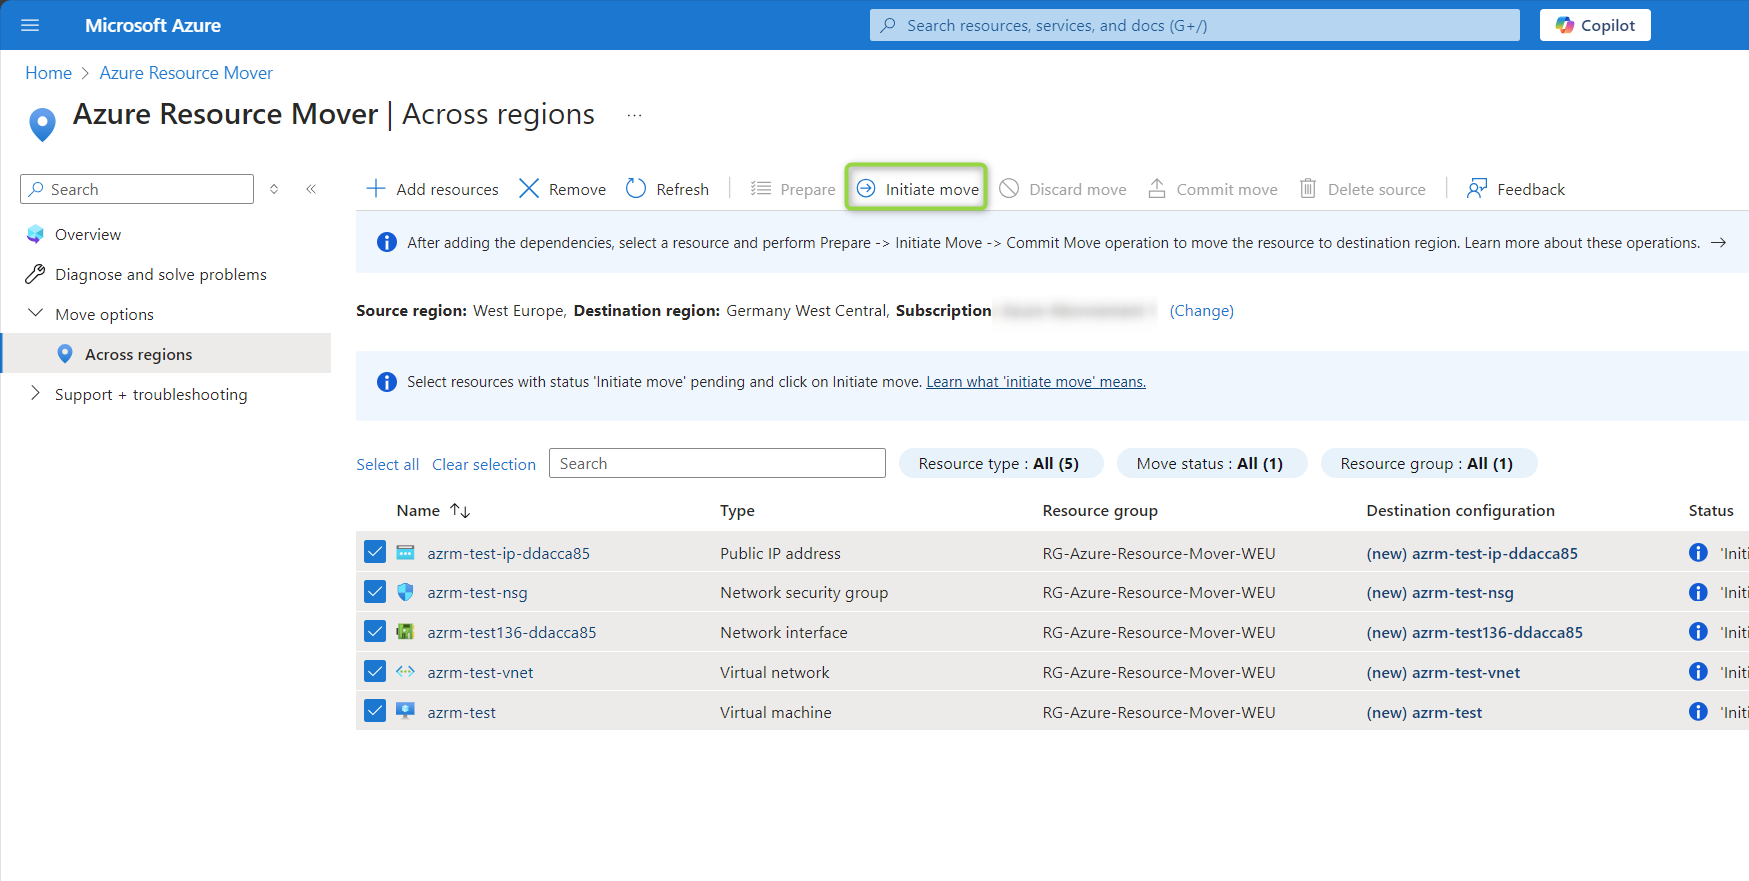 Microsoft Azure
Search resources, services, and docs (G+/)
Copilot
Home > Azure Resource Mover
Azure Resource Mover | Across regions ...
Search
Add resources Remove Refresh Prepare Initiate move Discard move Commit move Delete source Feedback
Overview
Diagnose and solve problems
Move options
Across regions
Support + troubleshooting
After adding the dependencies, select a resource and perform Prepare -> Initiate Move -> Commit Move operation to move the resource to destination region. Learn more about these operations. →
Source region: West Europe, Destination region: Germany West Central, Subscription (Change)
Select resources with status 'Initiate move' pending and click on Initiate move. Learn what 'initiate move' means.
Select all Clear selection Search Resource type : All (5) Move status : All (1) Resource group : All (1)
Name ↑↓ Type Resource group Destination configuration Status
azrm-test-ip-ddacca85 Public IP address RG-Azure-Resource-Mover-WEU (new) azrm-test-ip-ddacca85 'Initi
azrm-test-nsg Network security group RG-Azure-Resource-Mover-WEU (new) azrm-test-nsg 'Initi
azrm-test136-ddacca85 Network interface RG-Azure-Resource-Mover-WEU (new) azrm-test136-ddacca85 'Initi
azrm-test-vnet Virtual network RG-Azure-Resource-Mover-WEU (new) azrm-test-vnet 'Initi
azrm-test Virtual machine RG-Azure-Resource-Mover-WEU (new) azrm-test 'Initi